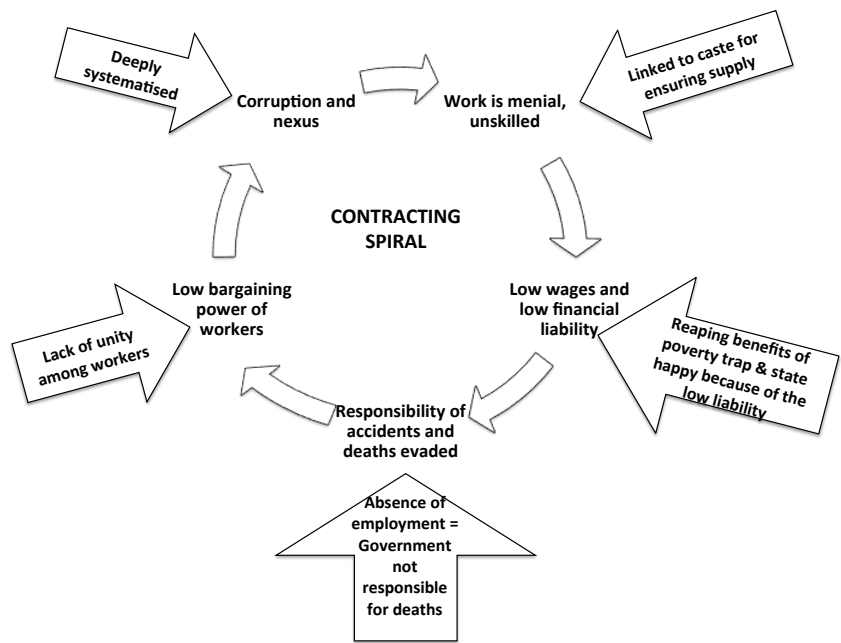 Deeply
systematised
Corruption and
nexus
Work is menial,
unskilled
Linked to caste for
ensuring supply
CONTRACTING
SPIRAL
Low bargaining
power of
workers
Low wages and
low financial
liability
Lack of unity
among workers
Reaping benefits of
poverty trap & state
happy because of the
low liability
Responsibility of
accidents and
deaths evaded
Absence of
employment =
Government
not
responsible
for deaths